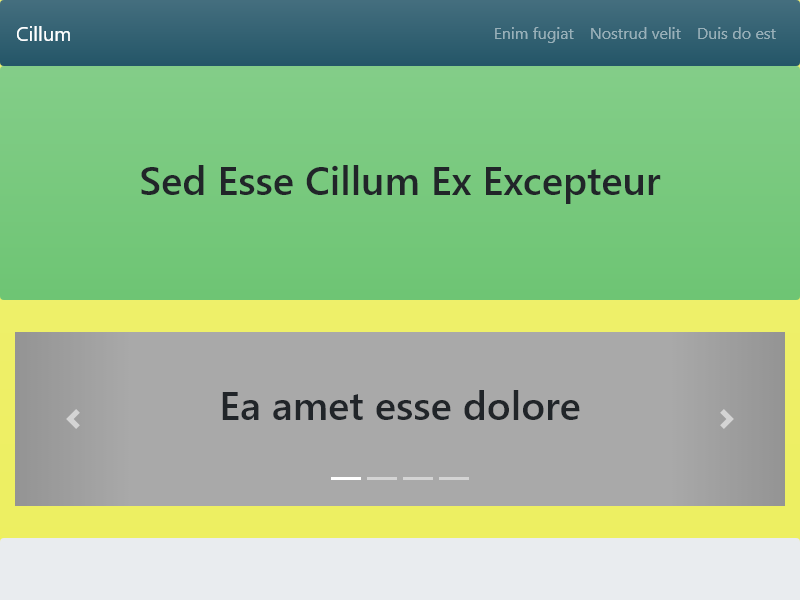 Cillum
Enim fugiat
Nostrud velit
Duis do est
Sed Esse Cillum Ex Excepteur
Ea amet esse dolore